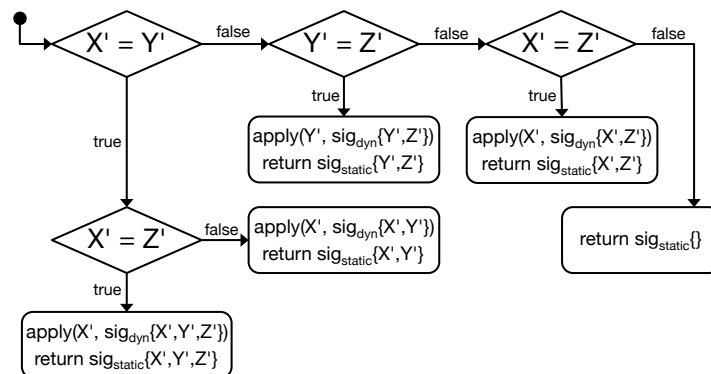 X' = Y'
false
Y' = Z'
false
X' = Z'
false
true
true
true
apply(Y', sig_dyn{Y',Z'})
return sig_static{Y',Z'}
apply(X', sig_dyn{X',Z'})
return sig_static{X',Z'}
X' = Z'
false
apply(X', sig_dyn{X',Y'})
return sig_static{X',Y'}
return sig_static{}
true
apply(X', sig_dyn{X',Y',Z'})
return sig_static{X',Y',Z'}